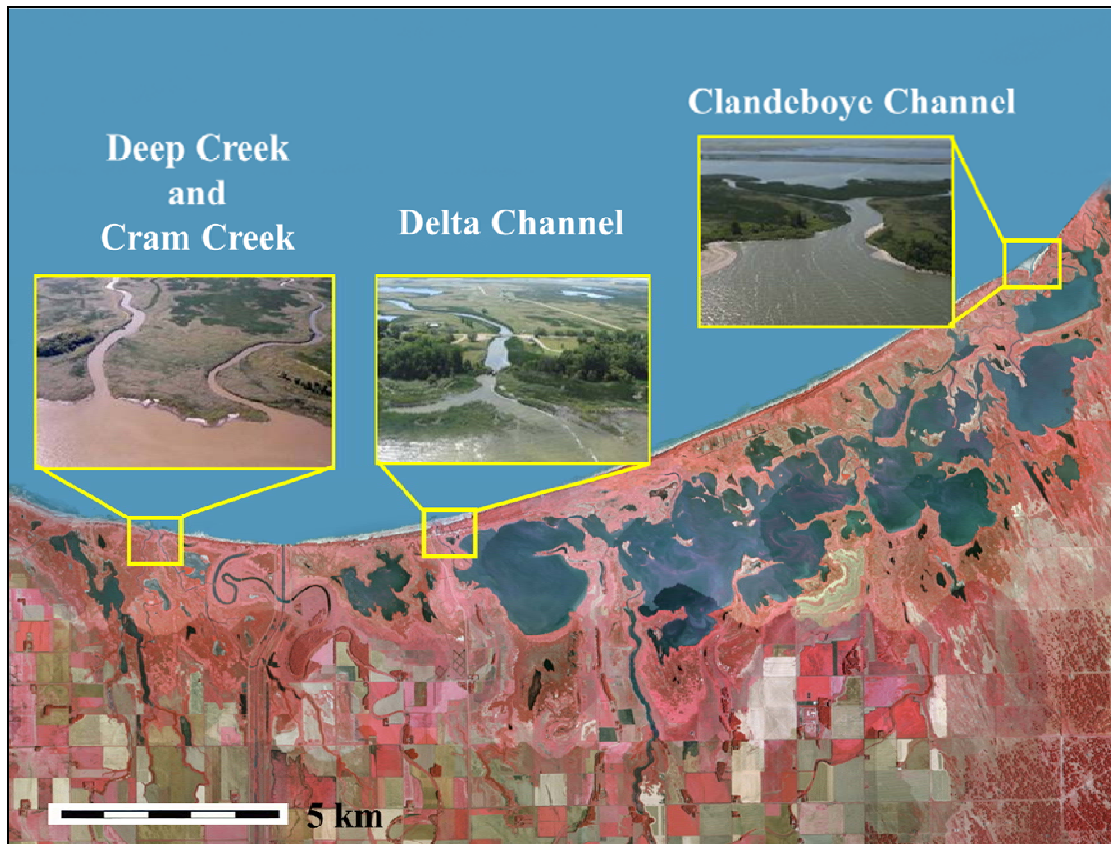 Clandeboye Channel
Deep Creek
and
Cram Creek
Delta Channel
5 km